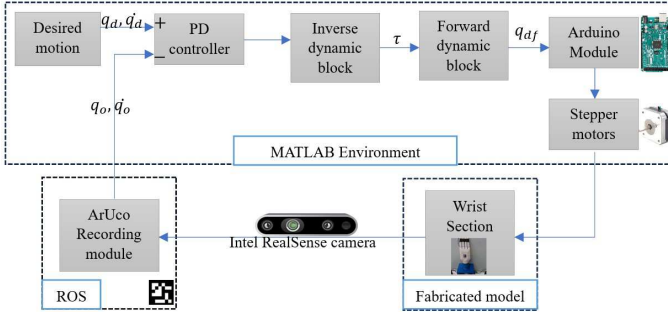 Desired
motion
q_d, q̇_d
+
−
PD
controller
Inverse
dynamic
block
τ
Forward
dynamic
block
q_df
Arduino
Module
Stepper
motors
q_o, q̇_o
MATLAB Environment
ArUco
Recording
module
ROS
Intel RealSense camera
Wrist
Section
Fabricated model